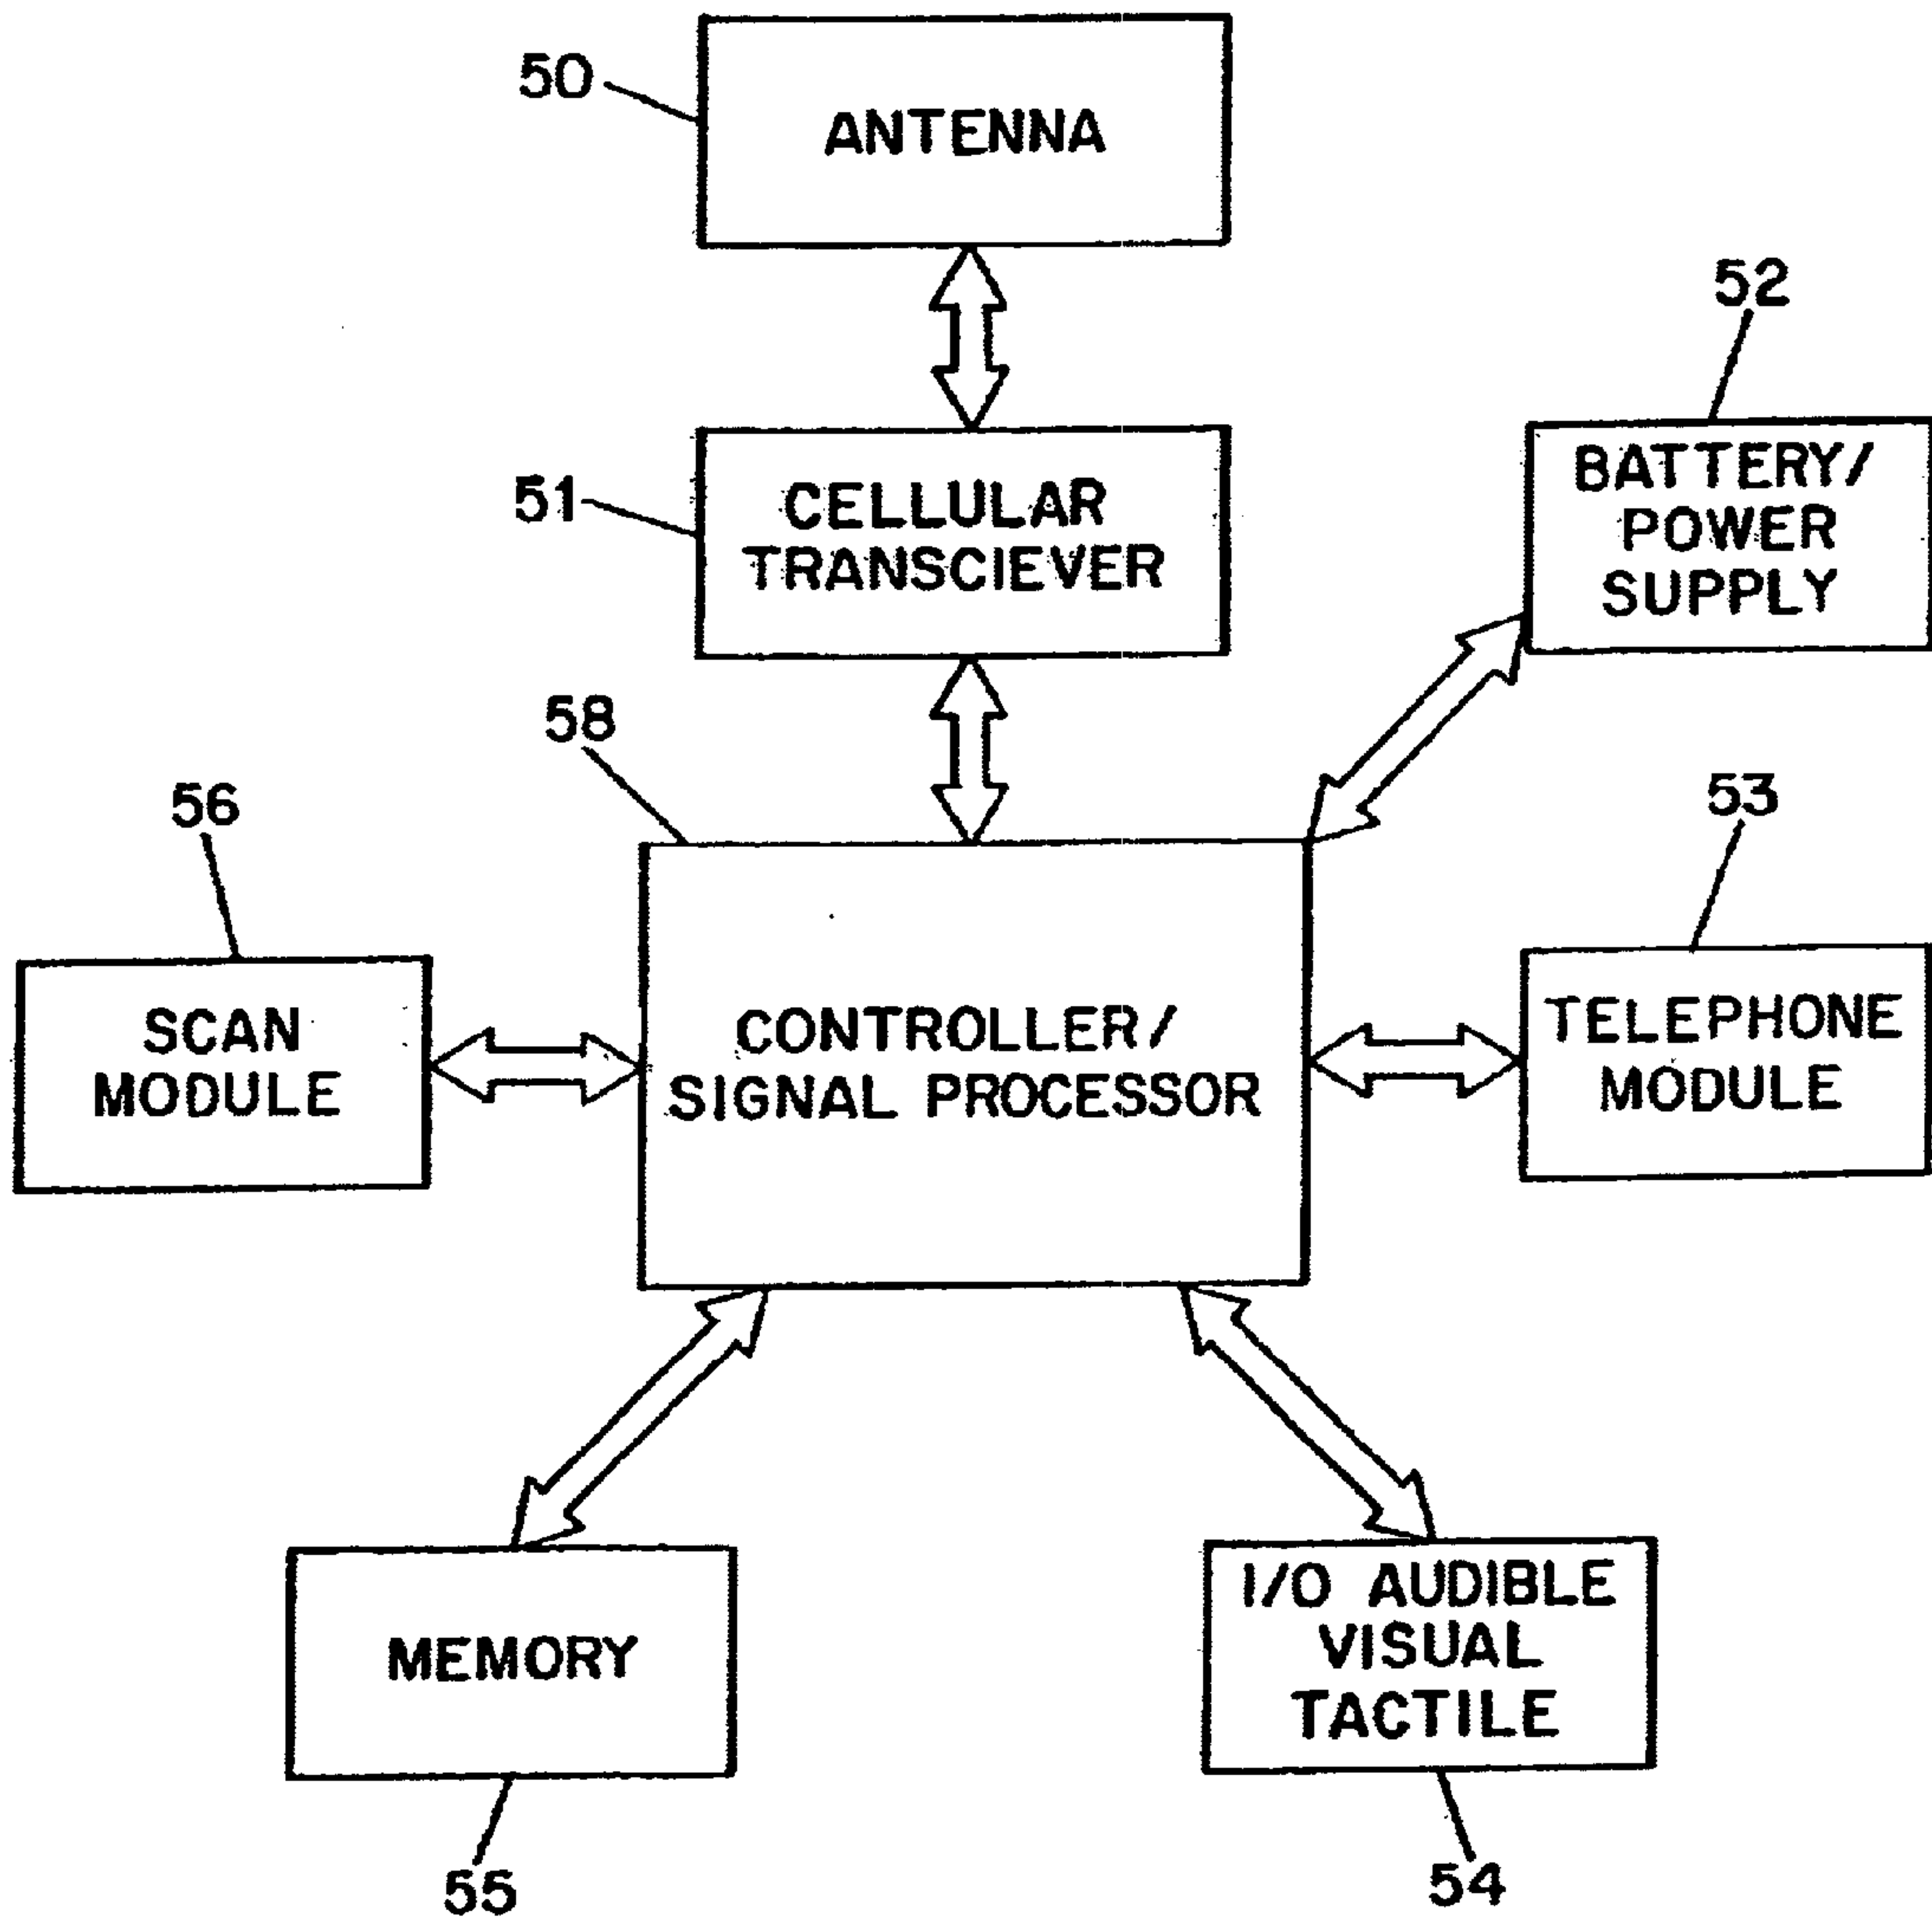 50
ANTENNA
52
51
CELLULAR
TRANSCIEVER
BATTERY/
POWER
SUPPLY
58
56
53
SCAN
MODULE
CONTROLLER/
SIGNAL PROCESSOR
TELEPHONE
MODULE
MEMORY
I/O AUDIBLE
VISUAL
TACTILE
55
54